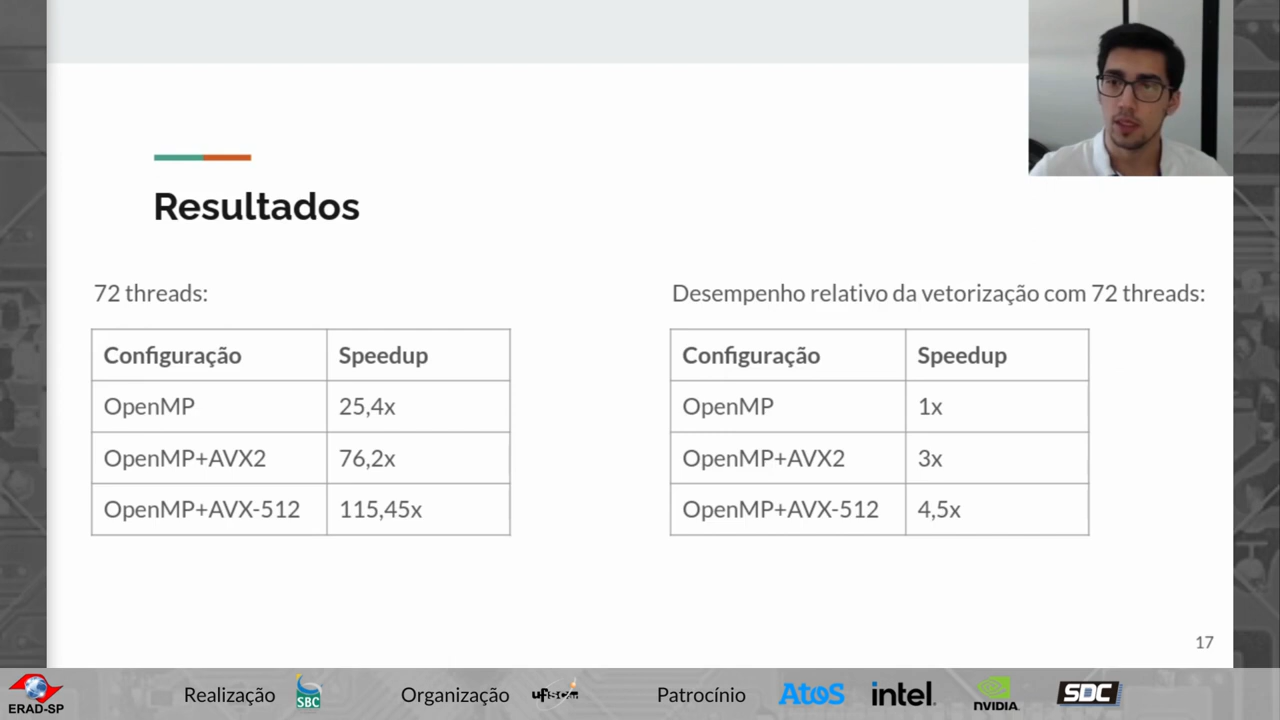 Resultados
72 threads:
Configuração Speedup
OpenMP 25,4x
OpenMP+AVX2 76,2x
OpenMP+AVX-512 115,45x
Desempenho relativo da vetorização com 72 threads:
Configuração Speedup
OpenMP 1x
OpenMP+AVX2 3x
OpenMP+AVX-512 4,5x
17
ERAD-SP
Realização SBC Organização Patrocínio Atos intel. NVIDIA SDC